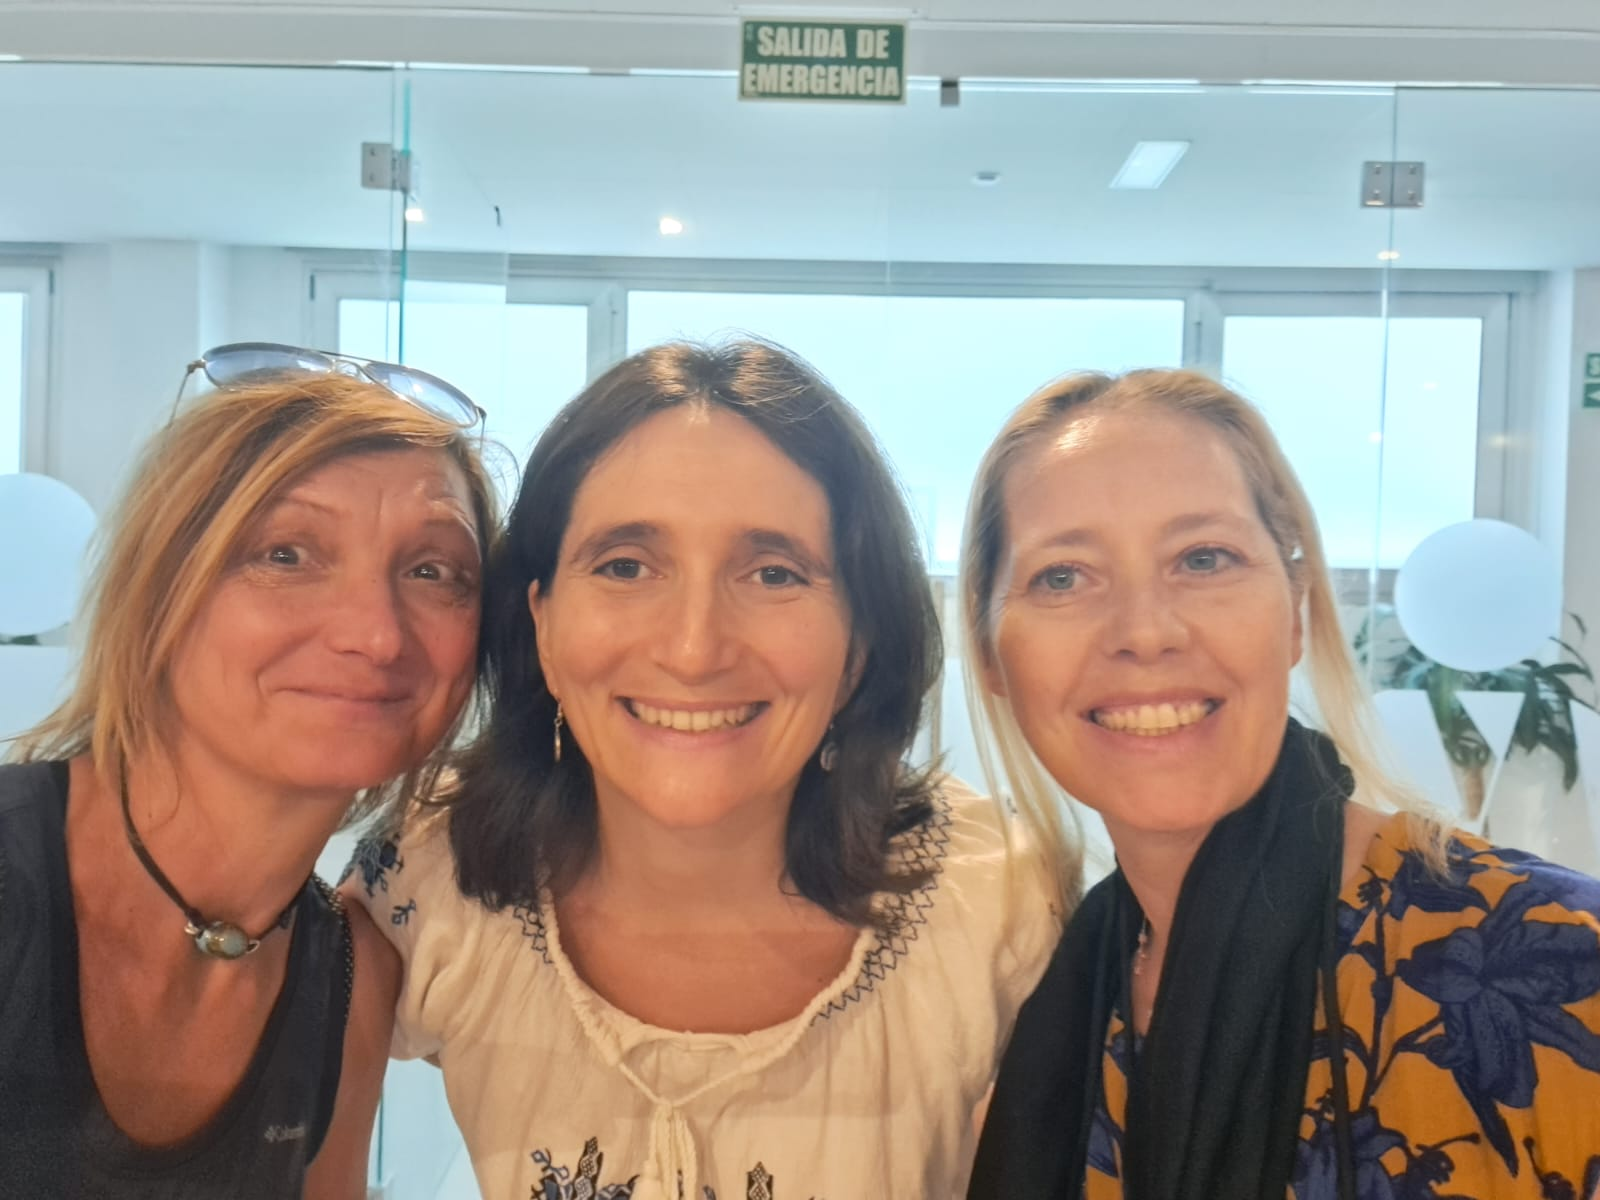 SALIDA DE
EMERGENCIA
Columbia
S